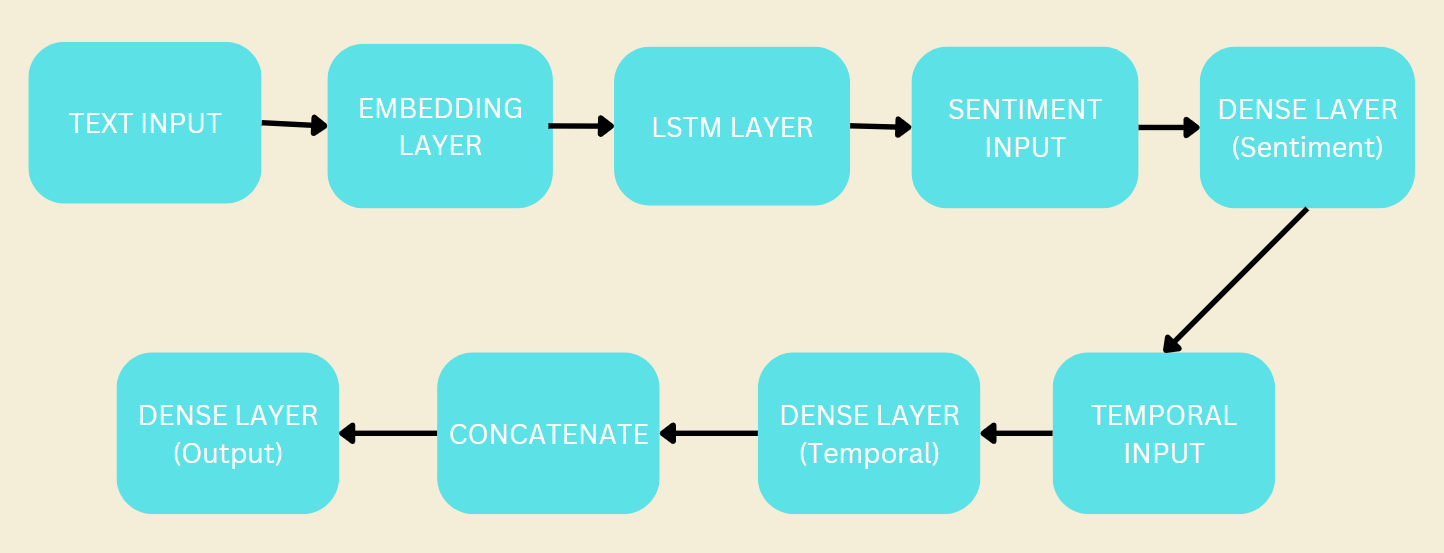 TEXT INPUT
EMBEDDING
LAYER
LSTM LAYER
SENTIMENT
INPUT
DENSE LAYER
(Sentiment)
TEMPORAL
INPUT
DENSE LAYER
(Temporal)
CONCATENATE
DENSE LAYER
(Output)